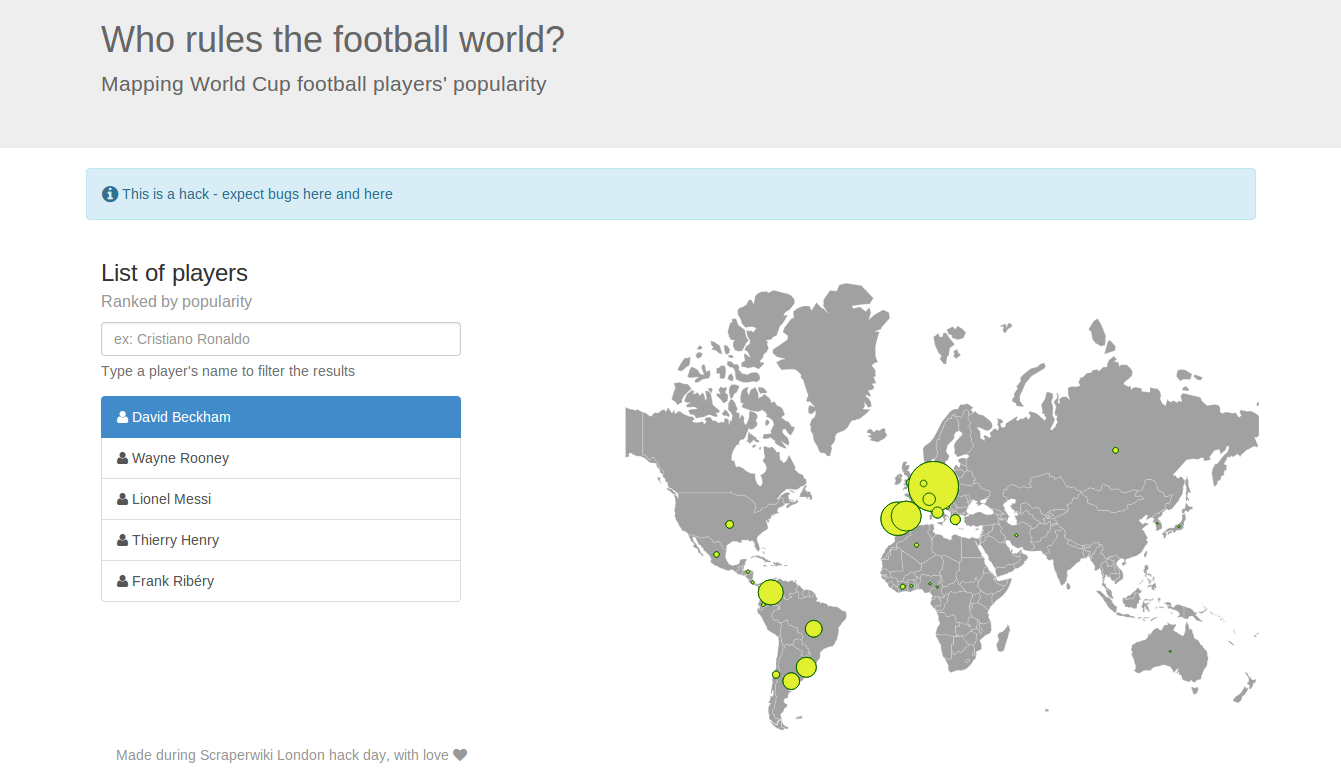 Who rules the football world?
Mapping World Cup football players' popularity
This is a hack - expect bugs here and here
List of players
Ranked by popularity
ex: Cristiano Ronaldo
Type a player's name to filter the results
David Beckham
Wayne Rooney
Lionel Messi
Thierry Henry
Frank Ribéry
Made during Scraperwiki London hack day, with love